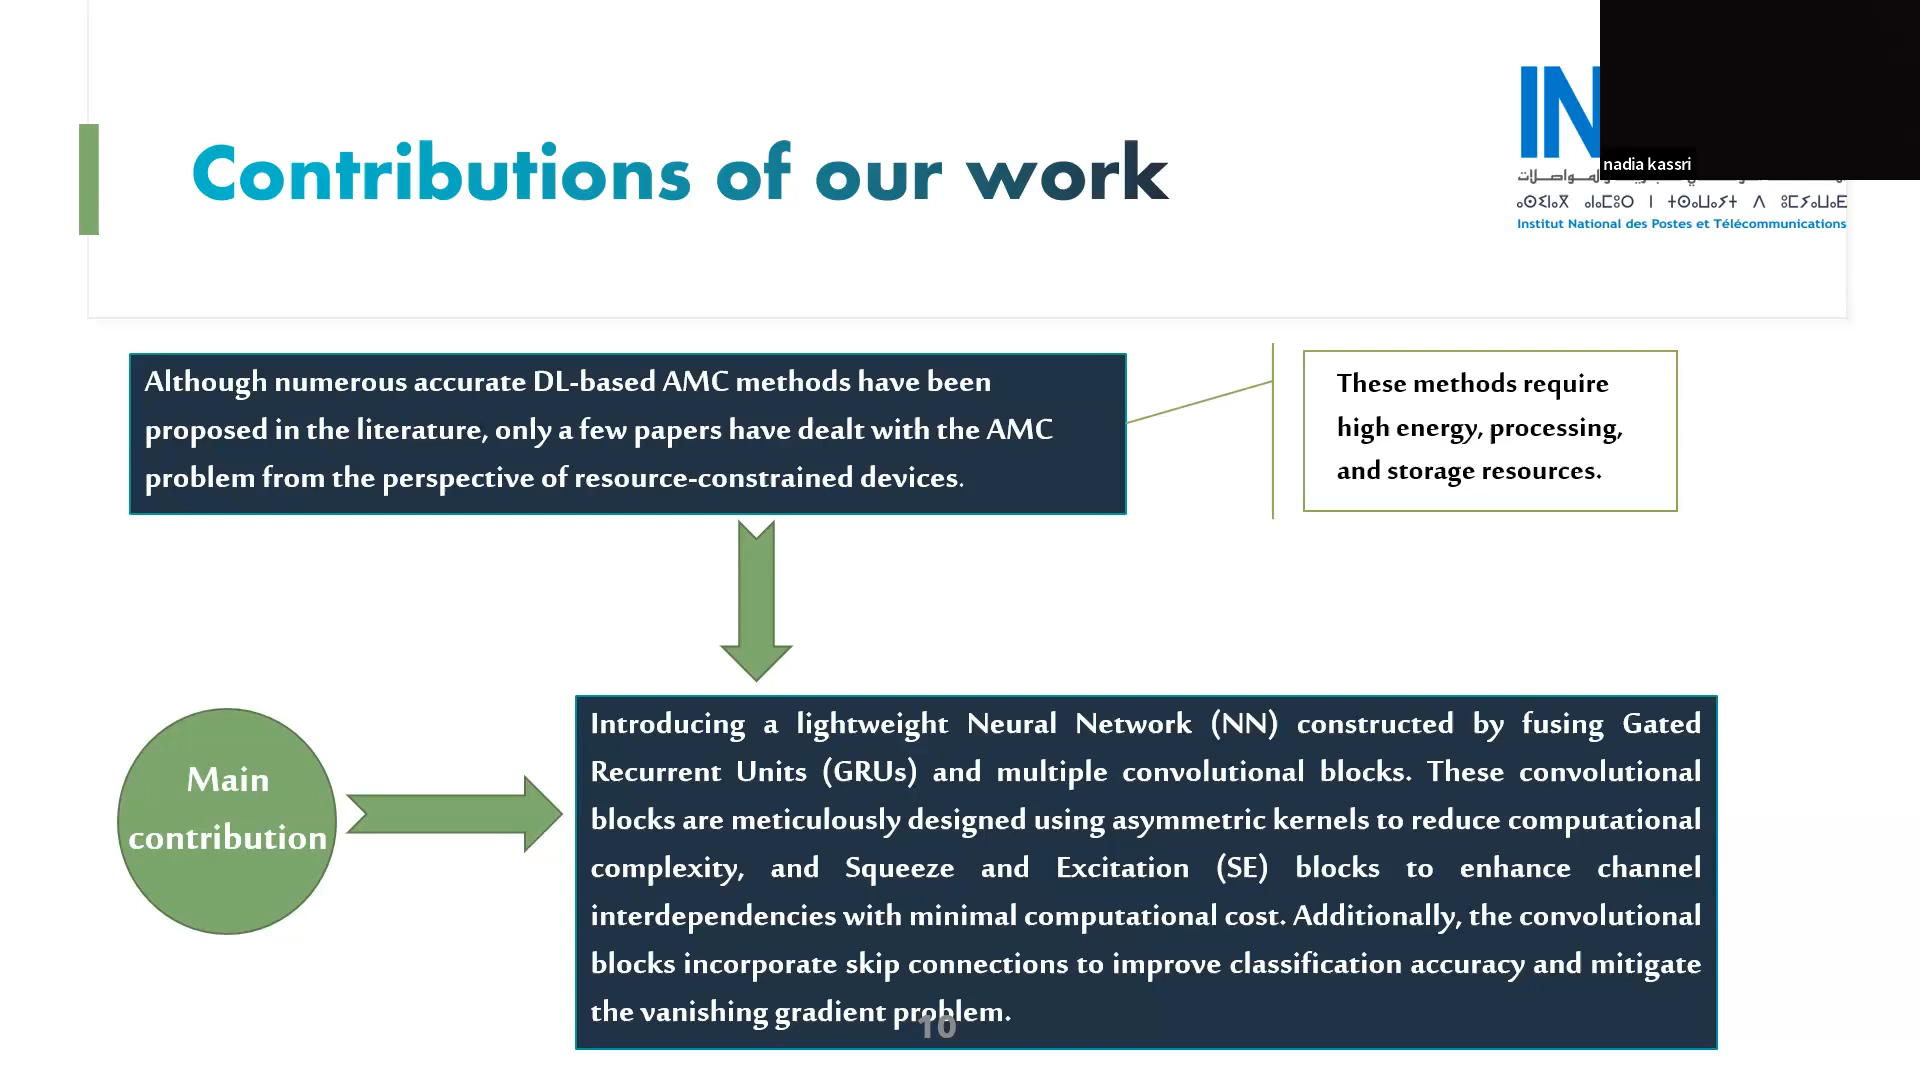 Contributions of our work
IN
nadia kassri
ⴰⵙⵉⵏⴰⴳ ⴰⵏⴰⵎⵓⵔ ⵏ ⵜⵙⴰⵡⴰⵢⵜ ⴷ ⵓⵎⵢⴰⵡⴰⴹ
Institut National des Postes et Télécommunications
Although numerous accurate DL-based AMC methods have been
proposed in the literature, only a few papers have dealt with the AMC
problem from the perspective of resource-constrained devices.
These methods require
high energy, processing,
and storage resources.
Main
contribution
Introducing a lightweight Neural Network (NN) constructed by fusing Gated
Recurrent Units (GRUs) and multiple convolutional blocks. These convolutional
blocks are meticulously designed using asymmetric kernels to reduce computational
complexity, and Squeeze and Excitation (SE) blocks to enhance channel
interdependencies with minimal computational cost. Additionally, the convolutional
blocks incorporate skip connections to improve classification accuracy and mitigate
the vanishing gradient problem.
10